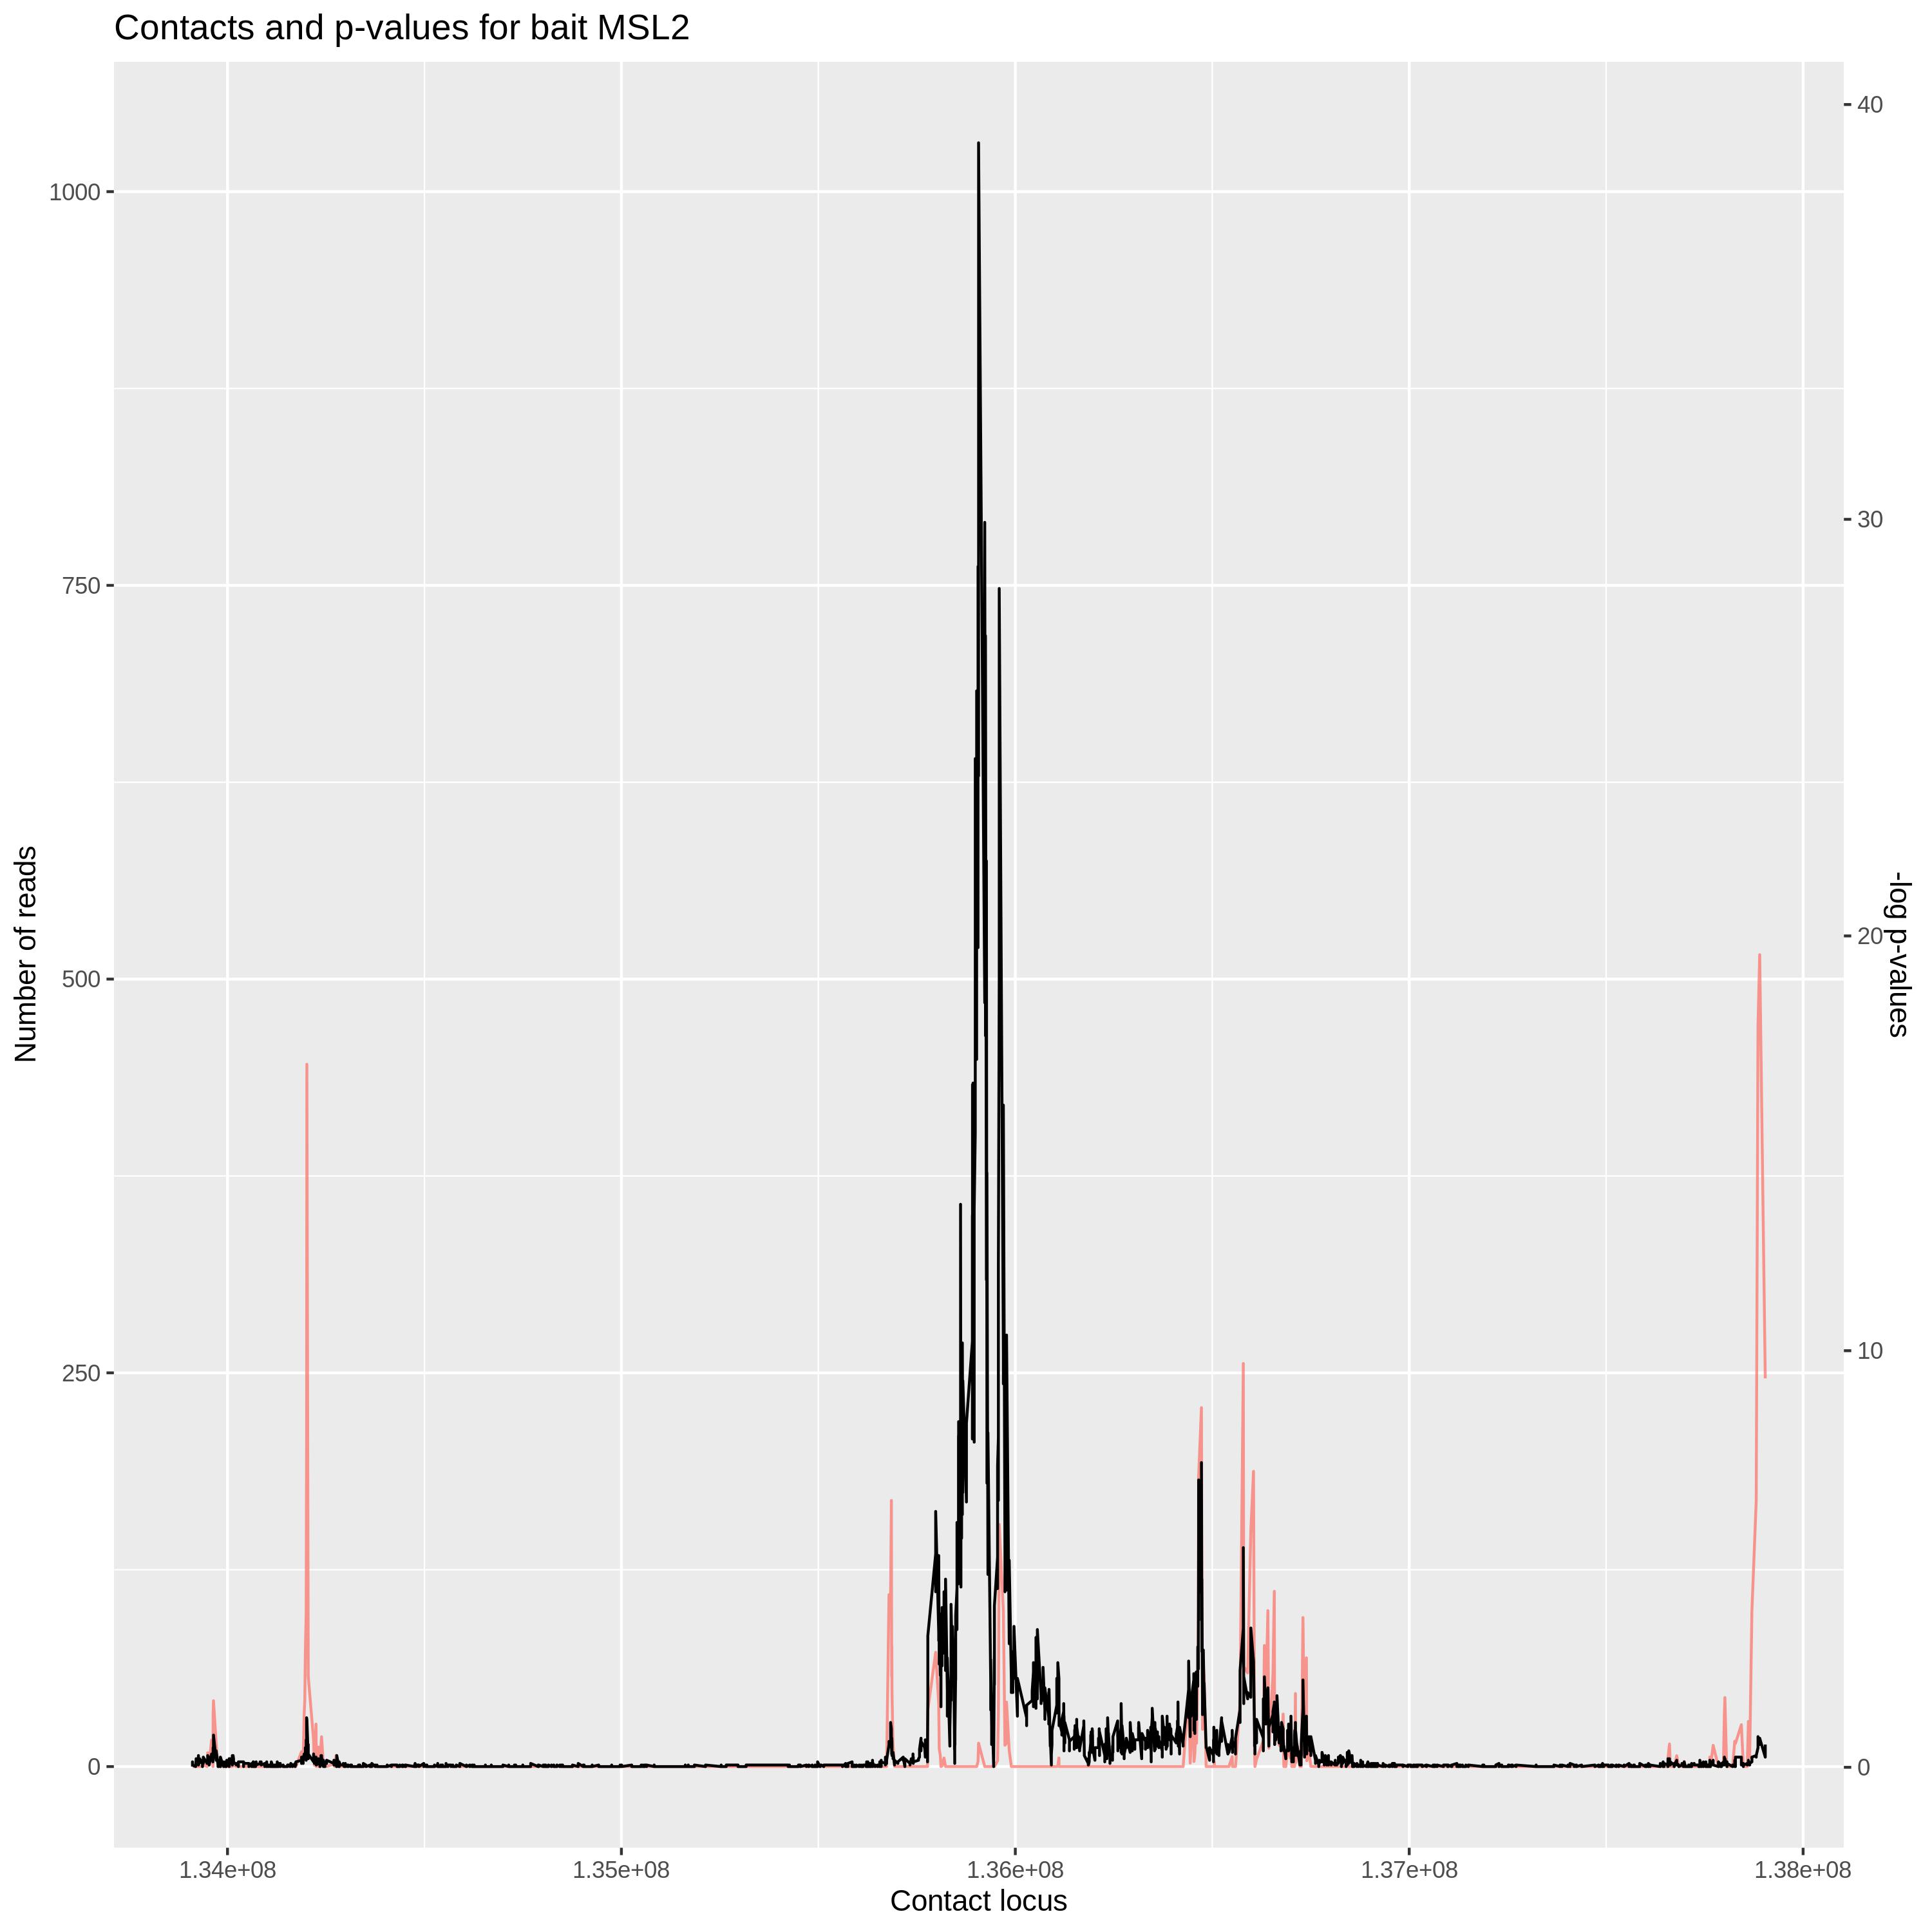 Contacts and p-values for bait MSL2
1000
750
500
250
0
Number of reads
40
30
20
10
0
-log p-values
1.34e+08
1.35e+08
1.36e+08
1.37e+08
1.38e+08
Contact locus